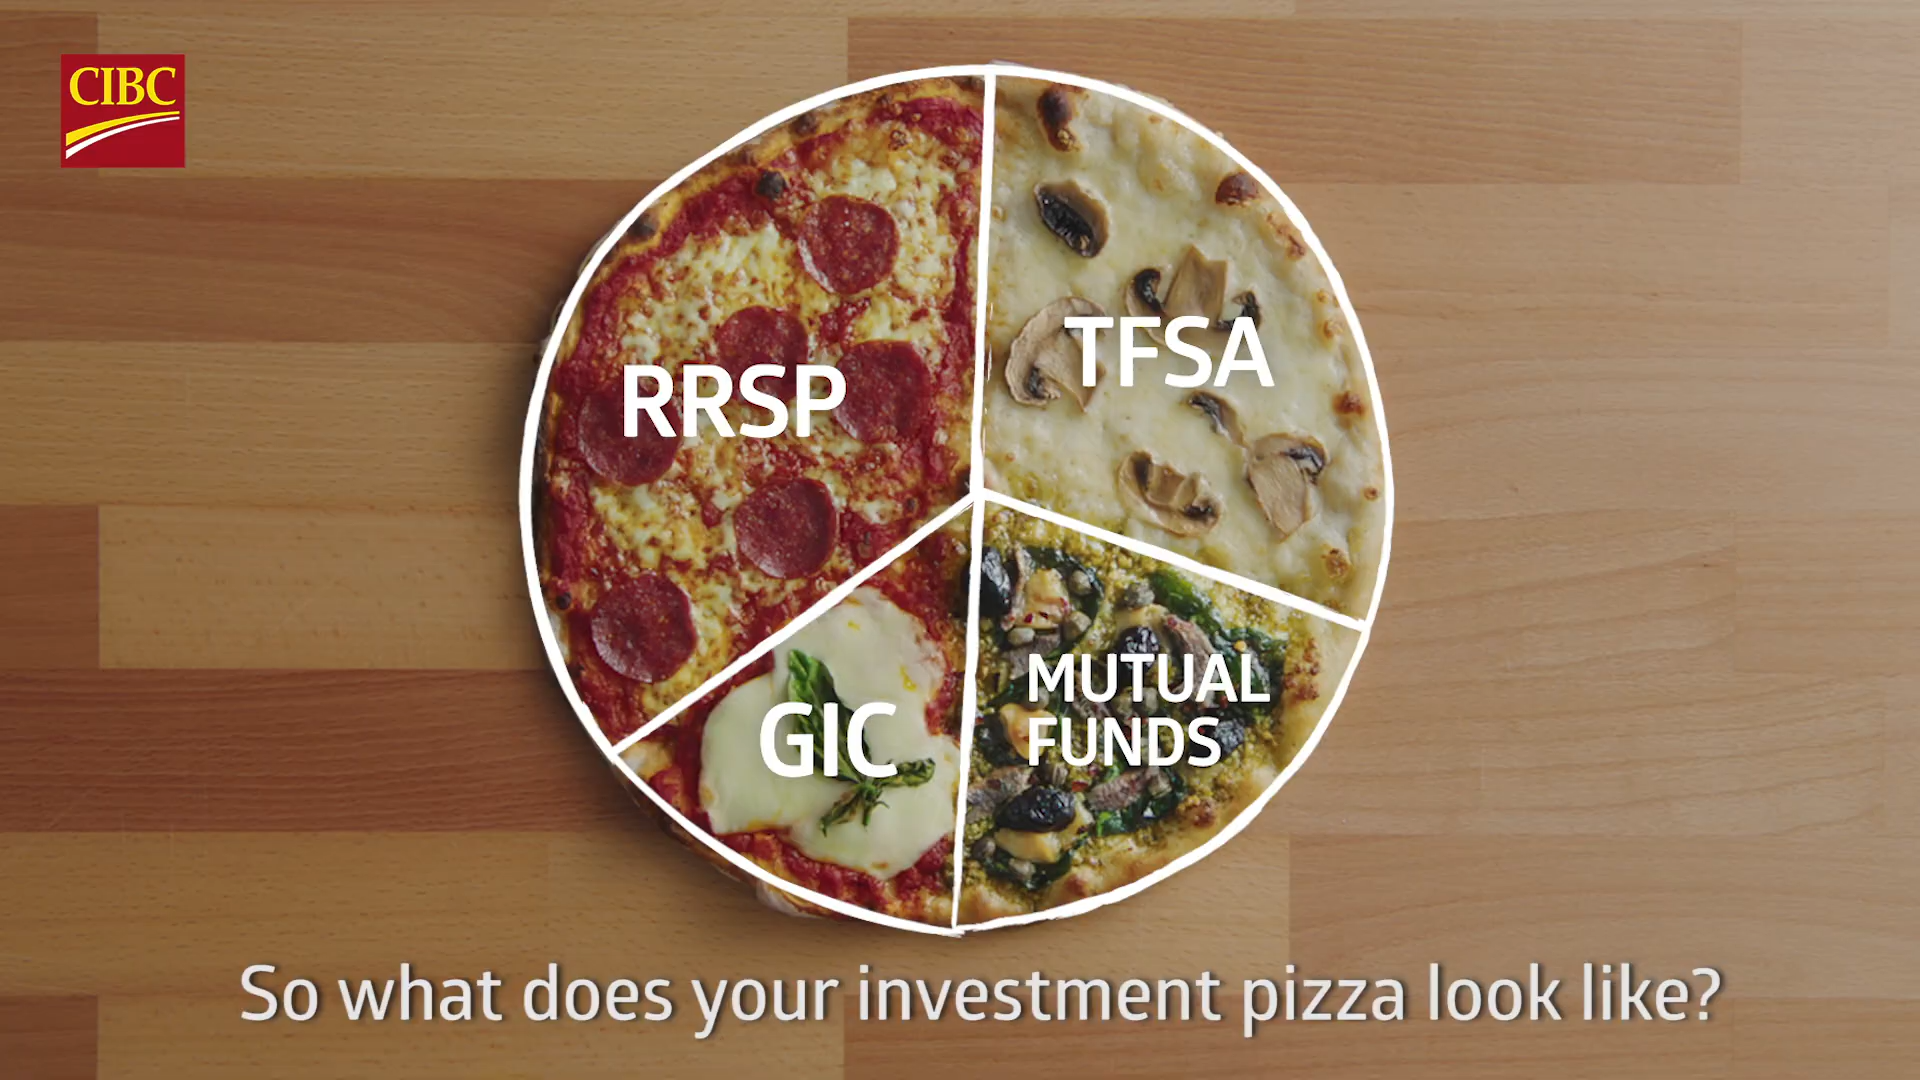 CIBC
TFSA
RRSP
MUTUAL
FUNDS
GIC
So what does your investment pizza look like?